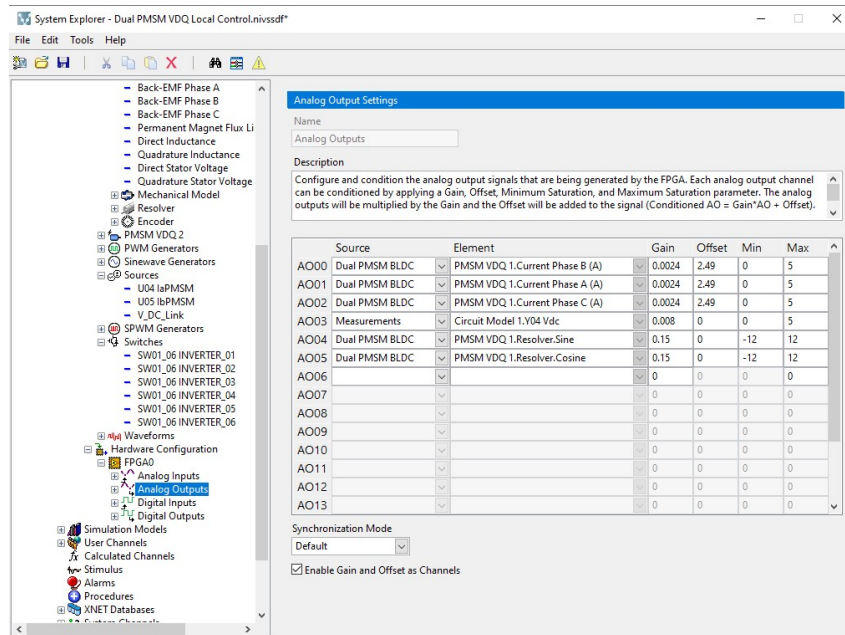 System Explorer - Dual PMSM VDQ Local Control.nivssdf*
File Edit Tools Help
Back-EMF Phase A
Back-EMF Phase B
Back-EMF Phase C
Permanent Magnet Flux Li
Direct Inductance
Quadrature Inductance
Direct Stator Voltage
Quadrature Stator Voltage
Mechanical Model
Resolver
Encoder
PMSM VDQ 2
PWM Generators
Sinewave Generators
Sources
U04 IaPMSM
U05 IbPMSM
V_DC_Link
SPWM Generators
Switches
SW01_06 INVERTER_01
SW01_06 INVERTER_02
SW01_06 INVERTER_03
SW01_06 INVERTER_04
SW01_06 INVERTER_05
SW01_06 INVERTER_06
Waveforms
Hardware Configuration
FPGA0
Analog Inputs
Analog Outputs
Digital Inputs
Digital Outputs
Simulation Models
User Channels
fx Calculated Channels
Stimulus
Alarms
Procedures
XNET Databases
System Channels
Analog Output Settings
Name
Analog Outputs
Description
Configure and condition the analog output signals that are being generated by the FPGA. Each analog output channel
can be conditioned by applying a Gain, Offset, Minimum Saturation, and Maximum Saturation parameter. The analog
outputs will be multiplied by the Gain and the Offset will be added to the signal (Conditioned AO = Gain*AO + Offset).
Source Element Gain Offset Min Max
AO00 Dual PMSM BLDC PMSM VDQ 1.Current Phase B (A) 0.0024 2.49 0 5
AO01 Dual PMSM BLDC PMSM VDQ 1.Current Phase A (A) 0.0024 2.49 0 5
AO02 Dual PMSM BLDC PMSM VDQ 1.Current Phase C (A) 0.0024 2.49 0 5
AO03 Measurements Circuit Model 1.Y04 Vdc 0.008 0 0 5
AO04 Dual PMSM BLDC PMSM VDQ 1.Resolver.Sine 0.15 0 -12 12
AO05 Dual PMSM BLDC PMSM VDQ 1.Resolver.Cosine 0.15 0 -12 12
AO06 0 0 0 0
AO07 0 0 0 0
AO08 0 0 0 0
AO09 0 0 0 0
AO10 0 0 0 0
AO11 0 0 0 0
AO12 0 0 0 0
AO13 0 0 0 0
Synchronization Mode
Default
Enable Gain and Offset as Channels